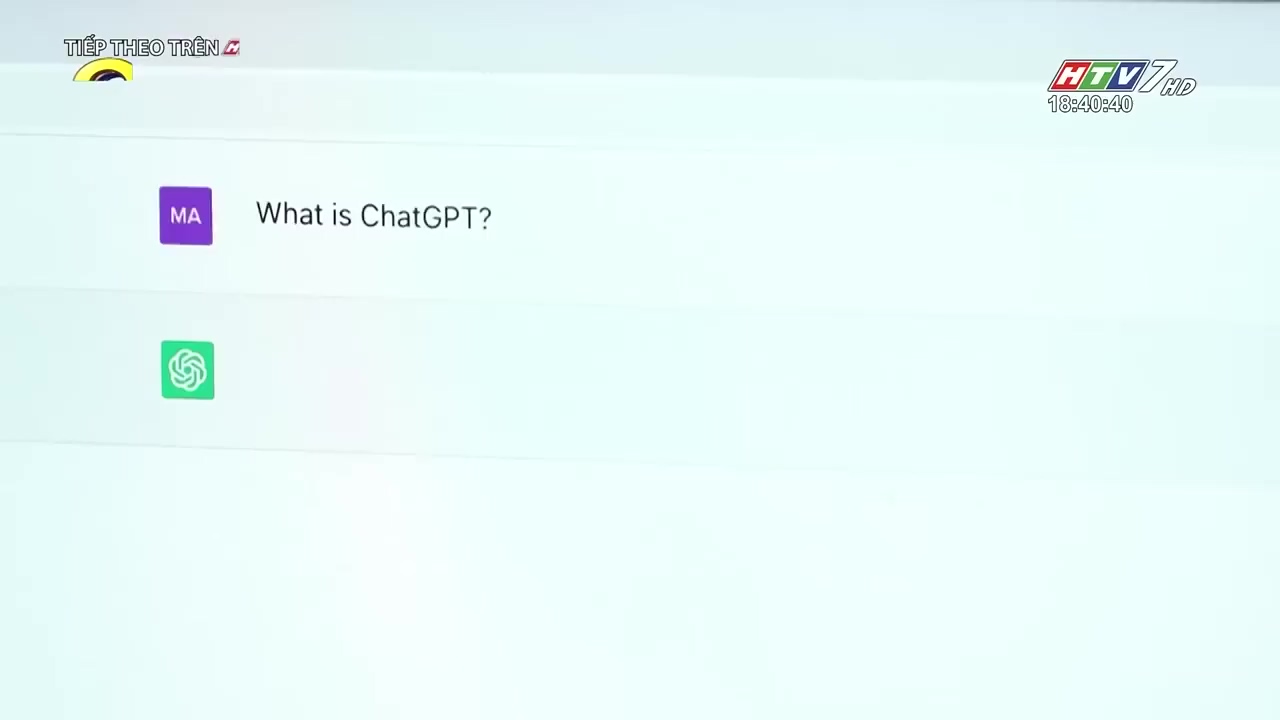 TIẾP THEO TRÊN H
HTV7 HD
18:40:40
MA
What is ChatGPT?